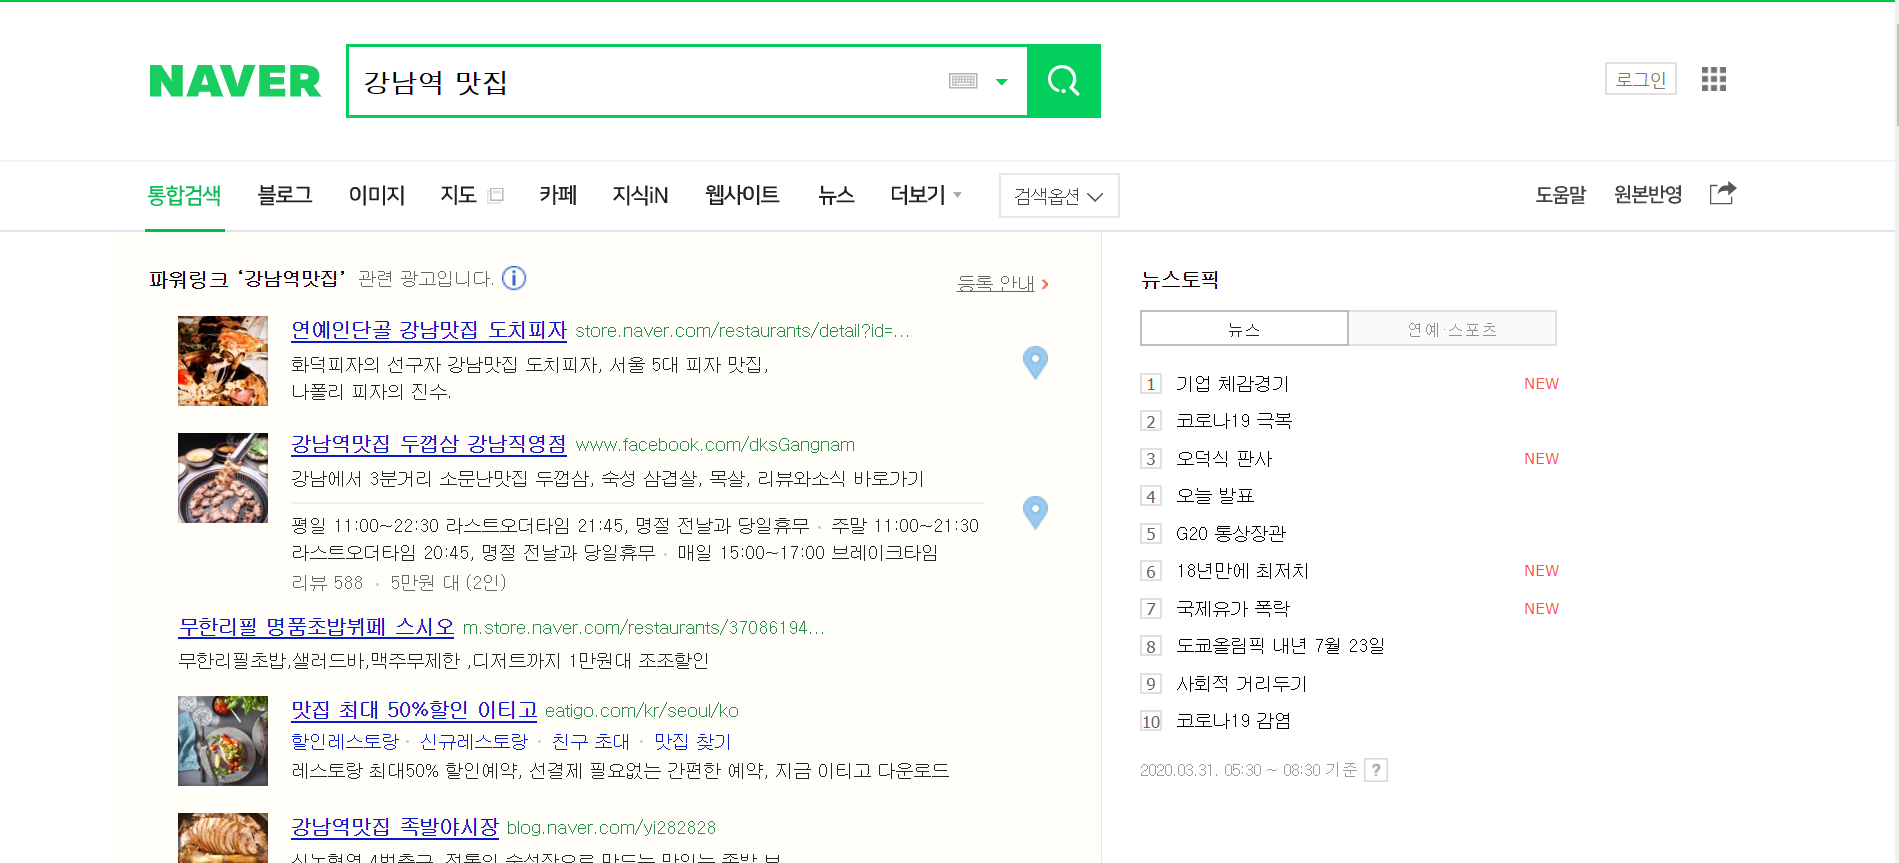 NAVER
강남역 맛집
로그인
통합검색 블로그 이미지 지도 카페 지식iN 웹사이트 뉴스 더보기 검색옵션 도움말 원본반영
파워링크 ‘강남역맛집’ 관련 광고입니다. i
등록 안내
연예인단골 강남맛집 도치피자 store.naver.com/restaurants/detail?id=...
화덕피자의 선구자 강남맛집 도치피자, 서울 5대 피자 맛집,
나폴리 피자의 진수.
강남역맛집 두껍삼 강남직영점 www.facebook.com/dksGangnam
강남에서 3분거리 소문난맛집 두껍삼, 숙성 삼겹살, 목살, 리뷰와소식 바로가기
평일 11:00~22:30 라스트오더타임 21:45, 명절 전날과 당일휴무 · 주말 11:00~21:30
라스트오더타임 20:45, 명절 전날과 당일휴무 · 매일 15:00~17:00 브레이크타임
리뷰 588 · 5만원 대 (2인)
무한리필 명품초밥뷔페 스시오 m.store.naver.com/restaurants/37086194...
무한리필초밥,샐러드바,맥주무제한 ,디저트까지 1만원대 조조할인
맛집 최대 50%할인 이티고 eatigo.com/kr/seoul/ko
할인레스토랑 · 신규레스토랑 · 친구 초대 · 맛집 찾기
레스토랑 최대50% 할인예약, 선결제 필요없는 간편한 예약, 지금 이티고 다운로드
강남역맛집 족발야시장 blog.naver.com/yi282828
뉴스토픽
뉴스 연예·스포츠
1 기업 체감경기 NEW
2 코로나19 극복
3 오덕식 판사 NEW
4 오늘 발표
5 G20 통상장관
6 18년만에 최저치 NEW
7 국제유가 폭락 NEW
8 도쿄올림픽 내년 7월 23일
9 사회적 거리두기
10 코로나19 감염
2020.03.31. 05:30 ~ 08:30 기준 ?